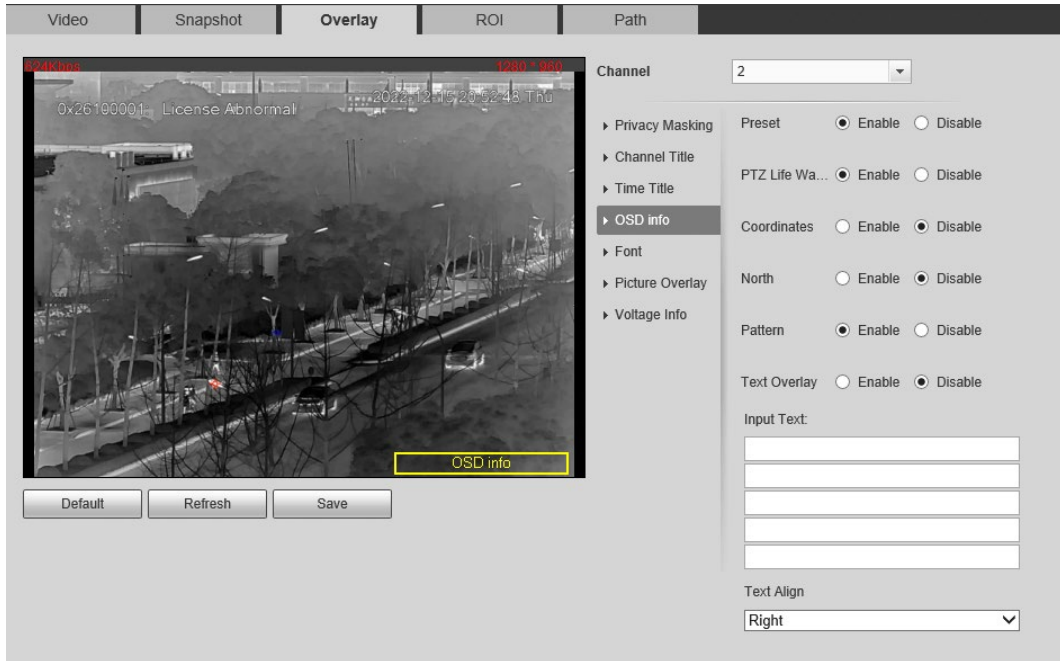 Video Snapshot Overlay ROI Path
624Kbps 1280 * 960
0x26100001 License Abnormal 2022-12-15 20:52:48 Thu
OSD info
Default Refresh Save
Channel 2
Privacy Masking
Channel Title
Time Title
OSD info
Font
Picture Overlay
Voltage Info
Preset Enable Disable
PTZ Life Wa... Enable Disable
Coordinates Enable Disable
North Enable Disable
Pattern Enable Disable
Text Overlay Enable Disable
Input Text:
Text Align
Right